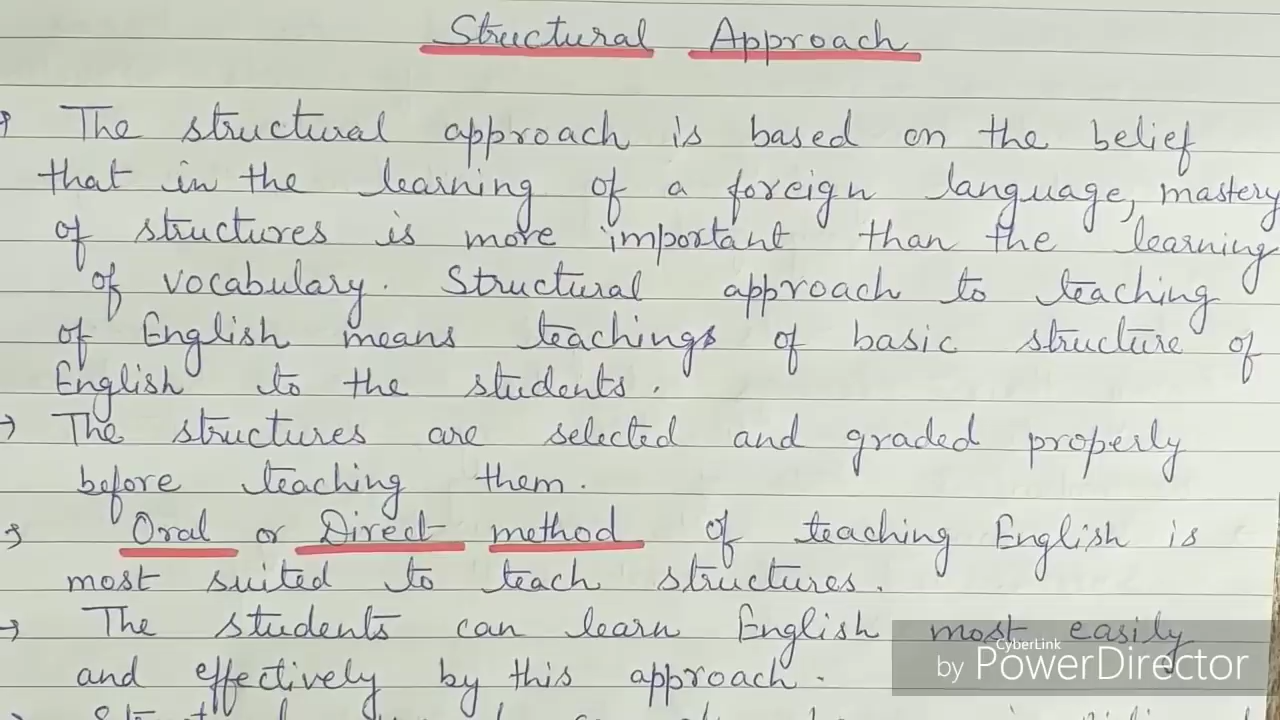 Structural Approach
→ The structural approach is based on the belief
that in the learning of a foreign language, mastery
of structures is more important than the learning
of vocabulary. Structural approach to teaching
of English means teachings of basic structure of
English to the students.
→ The structures are selected and graded properly
before teaching them.
→ Oral or Direct method of teaching English is
most suited to teach structures.
→ The students can learn English most easily
and effectively by this approach.
CyberLink
by PowerDirector